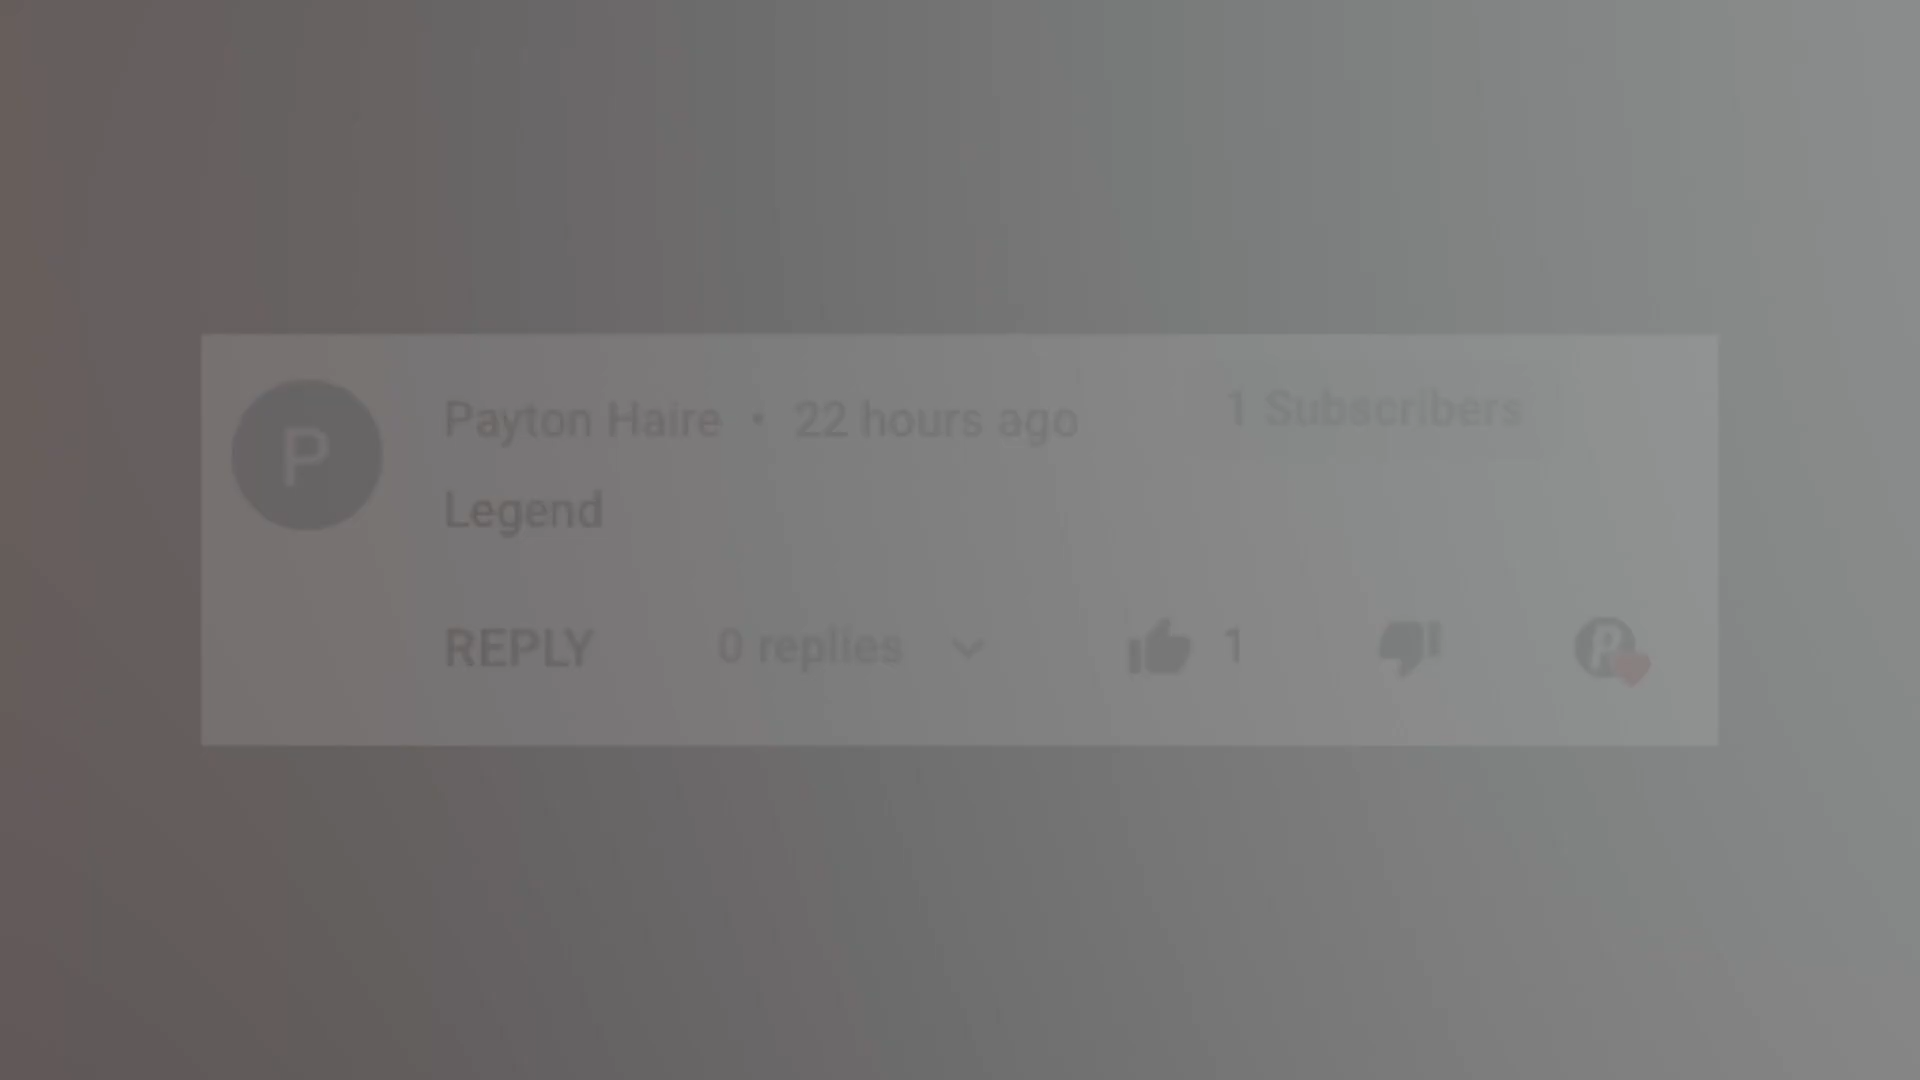 Payton Haire • 22 hours ago
1 Subscribers
P
Legend
REPLY
0 replies
1
P